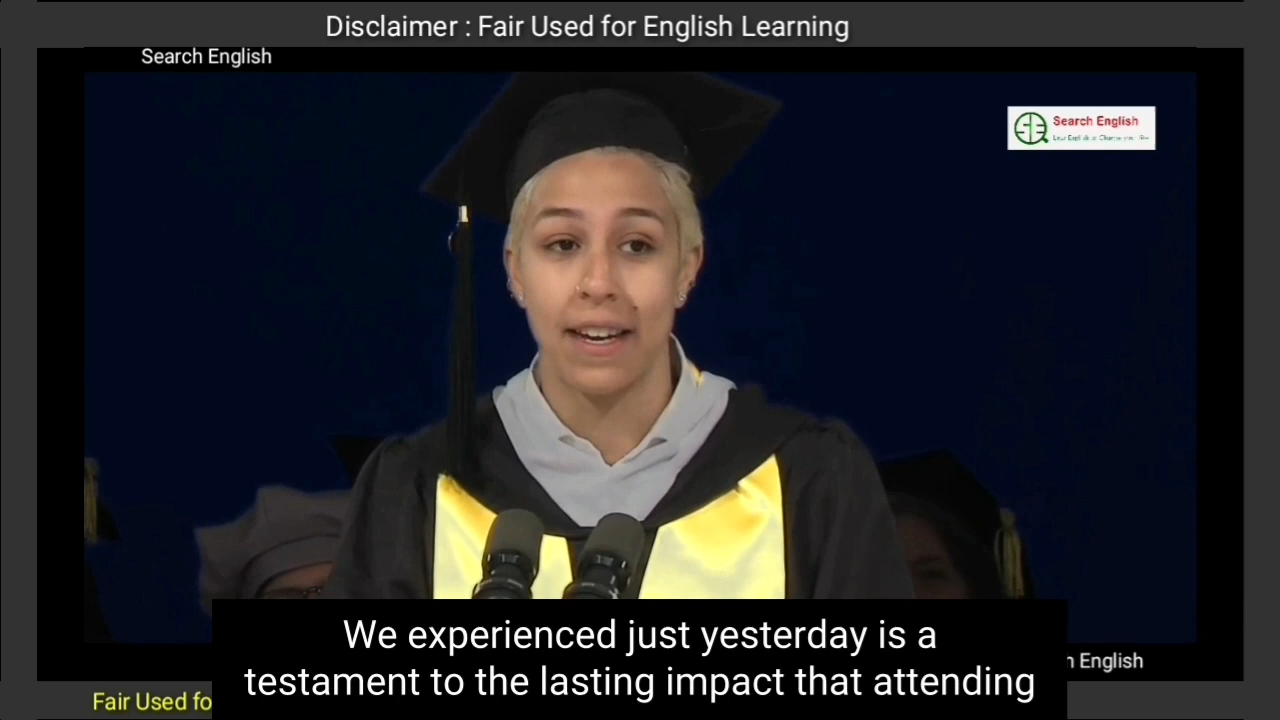 Disclaimer : Fair Used for English Learning
Search English
Search English
We experienced just yesterday is a
testament to the lasting impact that attending
h English
Fair Used fo